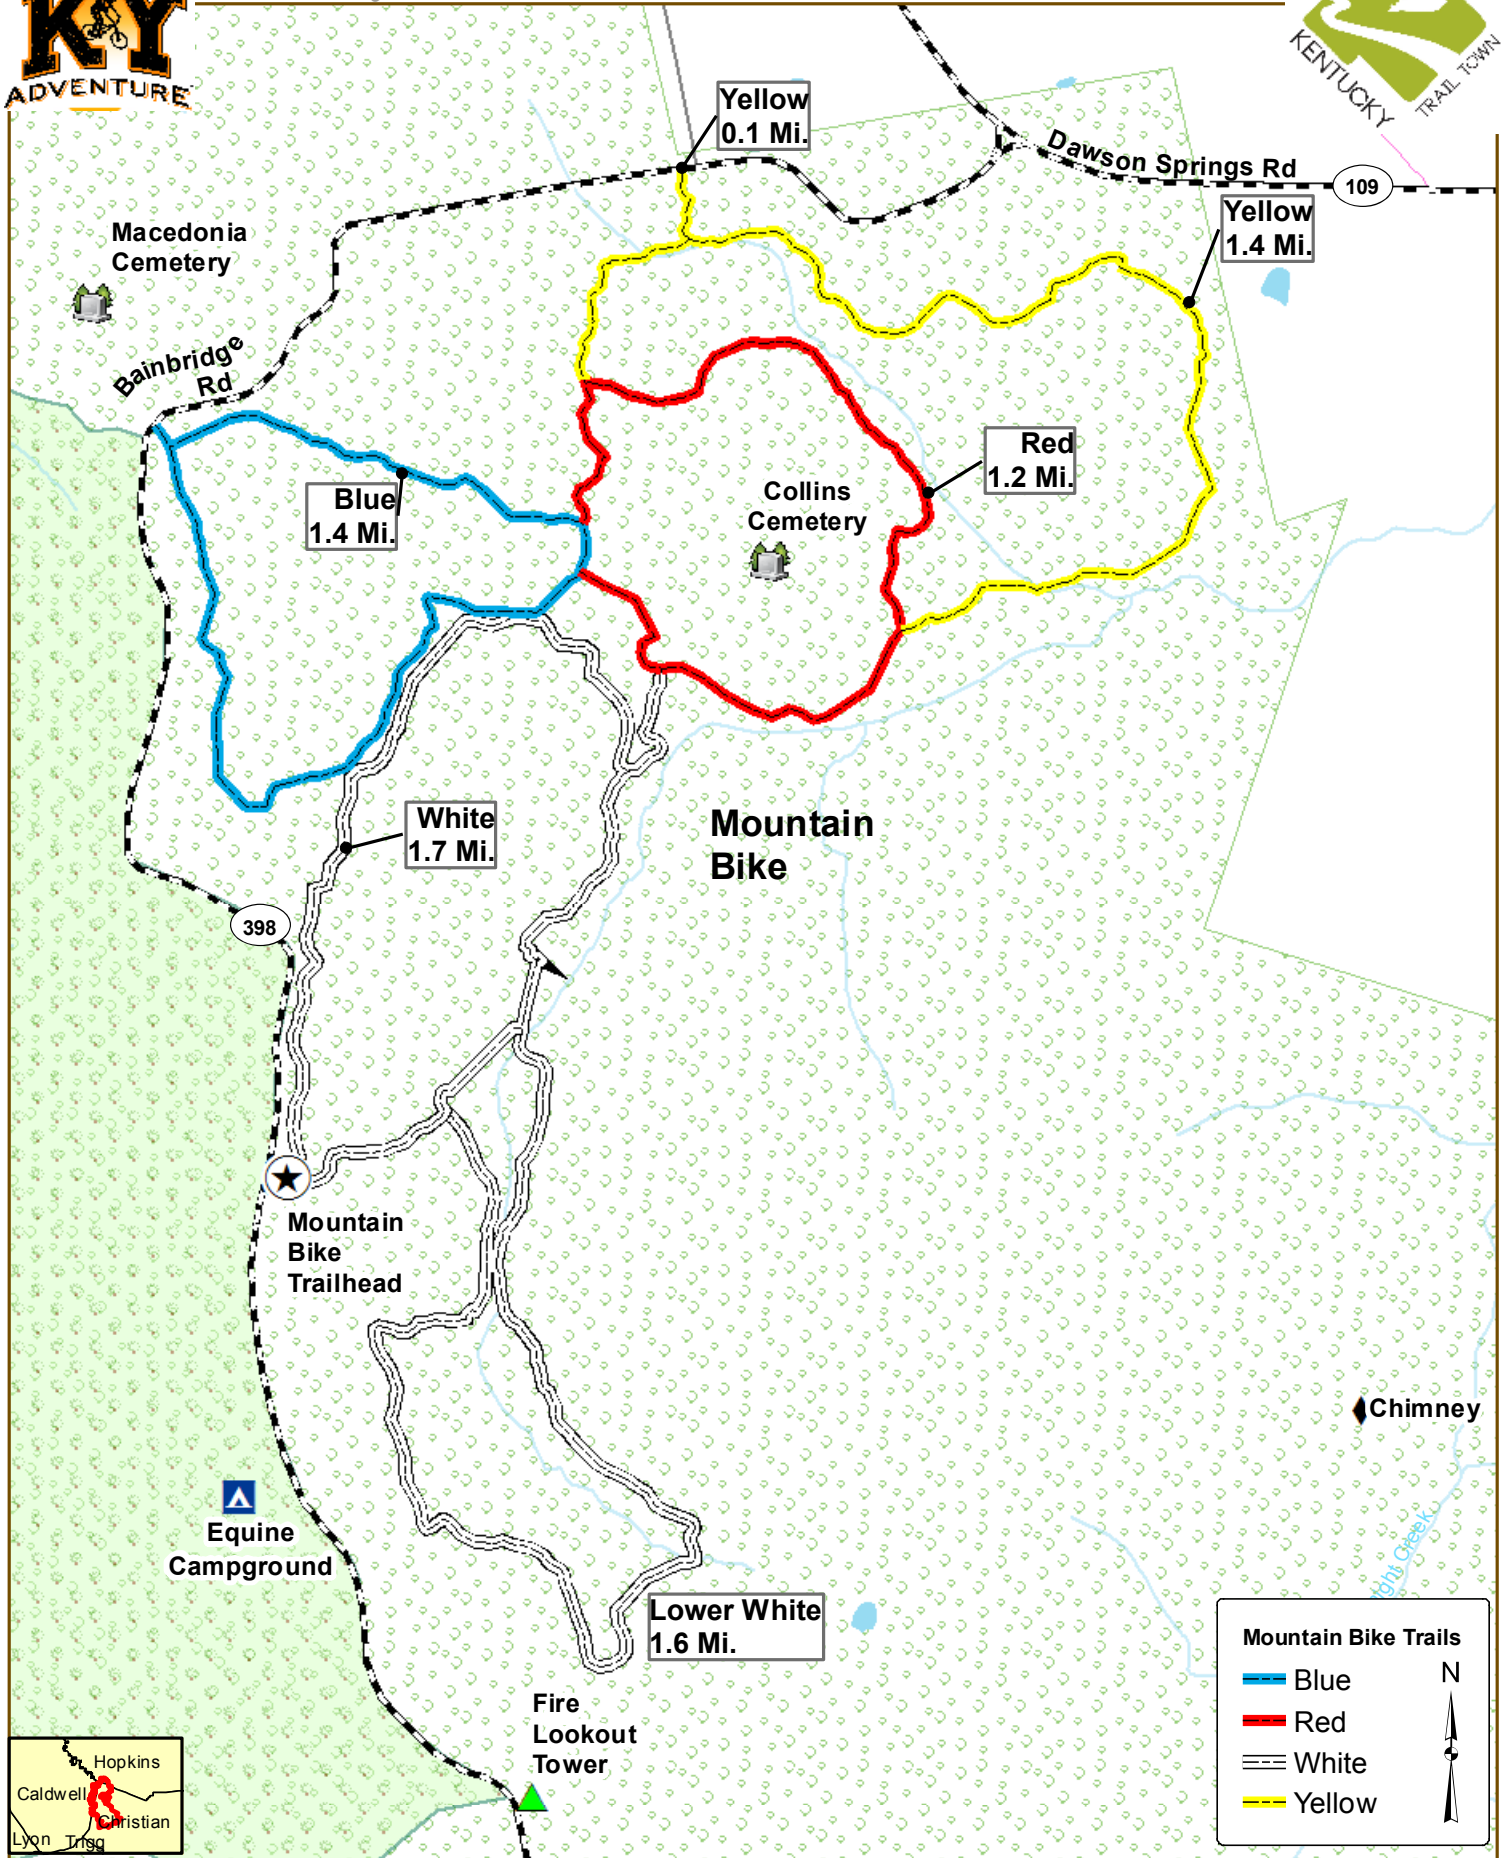 KY
ADVENTURE
KENTUCKY
TRAIL TOWN
Yellow
0.1 Mi.
Dawson Springs Rd
109
Yellow
1.4 Mi.
Macedonia
Cemetery
Bainbridge
Rd
Blue
1.4 Mi.
Red
1.2 Mi.
Collins
Cemetery
White
1.7 Mi.
Mountain
Bike
398
Mountain
Bike
Trailhead
Chimney
Equine
Campground
Lower White
1.6 Mi.
Fire
Lookout
Tower
Creek
Mountain Bike Trails
N
Blue
Red
White
Yellow
Hopkins
Caldwell
Christian
Lyon
Trigg